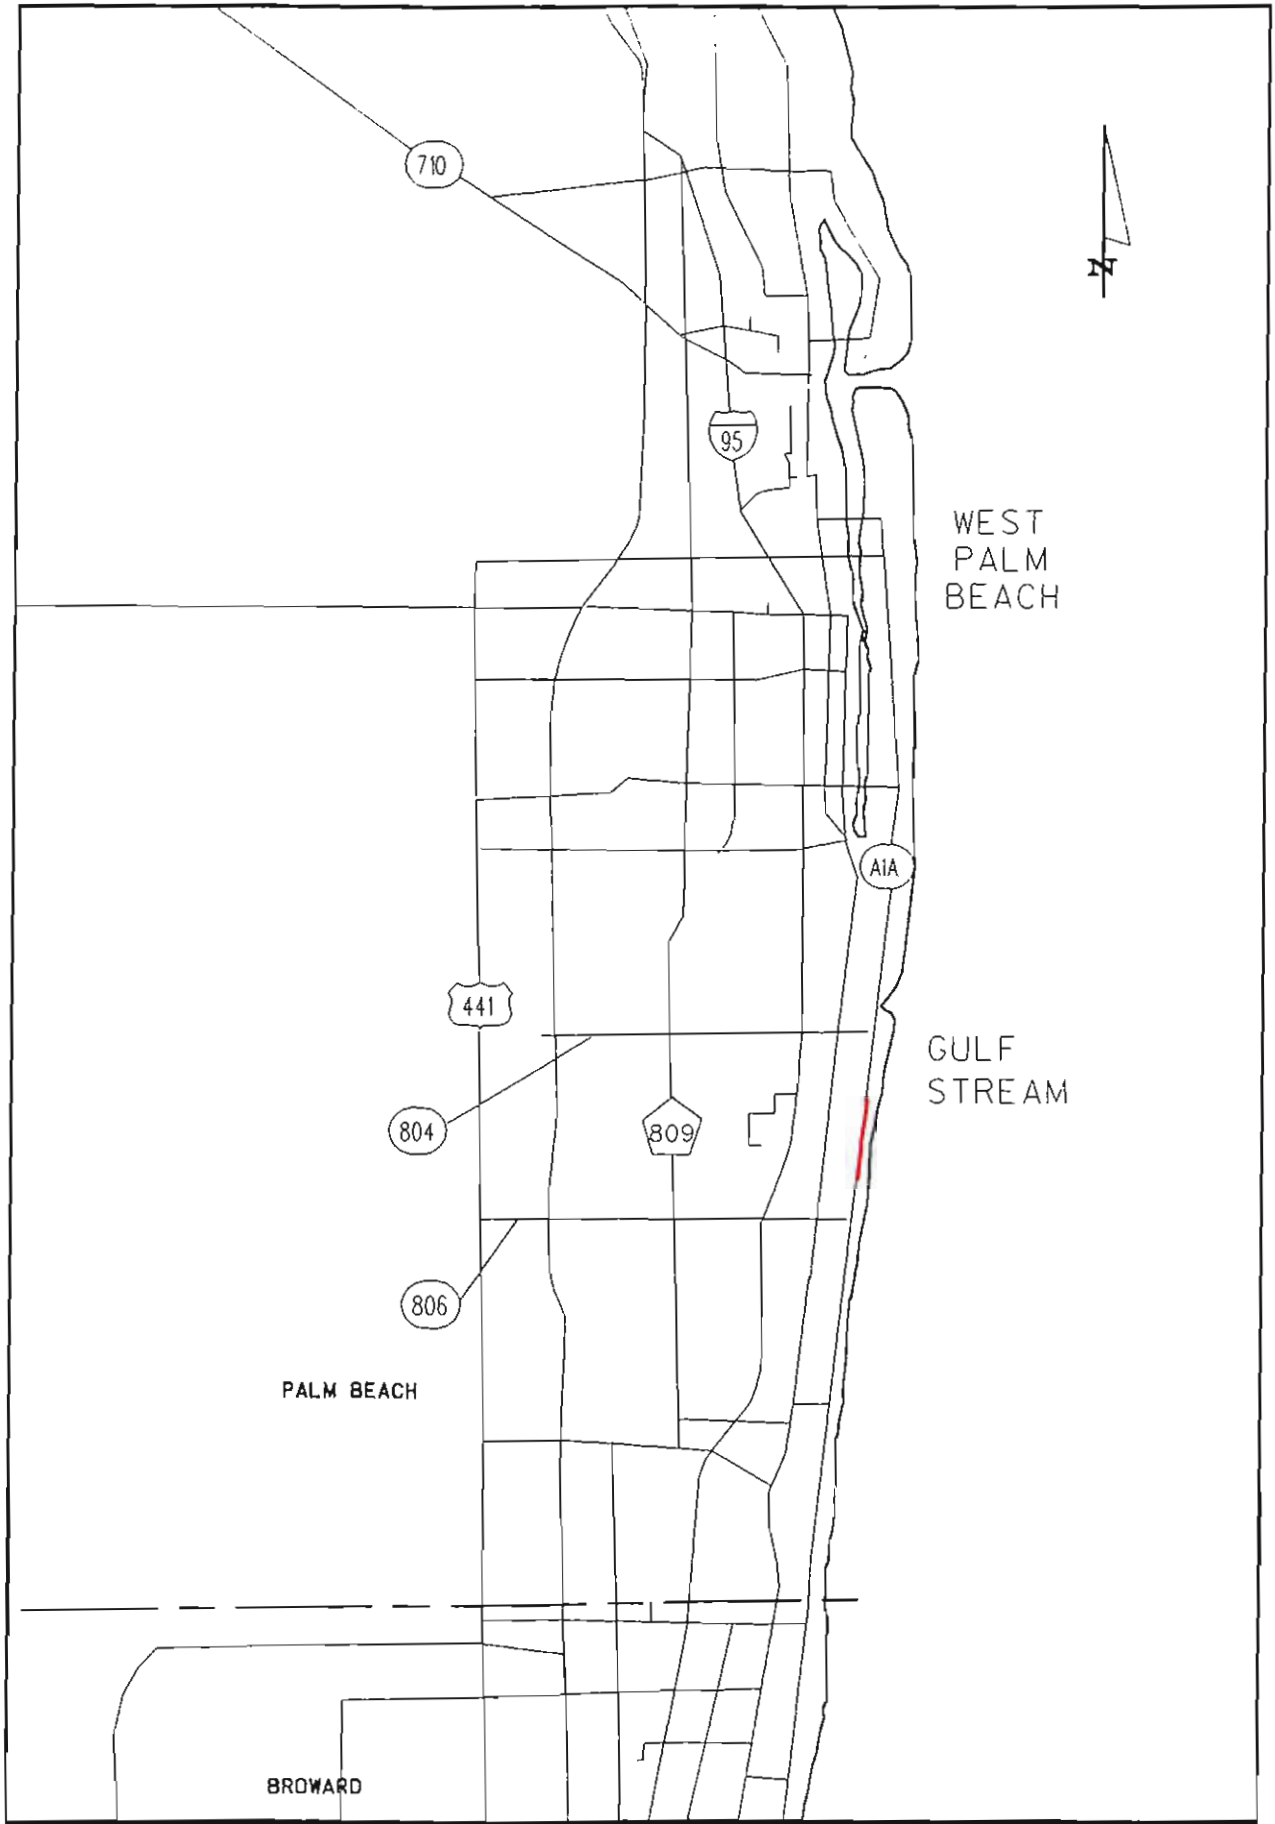 710
N
95
WEST
PALM
BEACH
A1A
441
GULF
STREAM
804
809
806
PALM BEACH
BROWARD